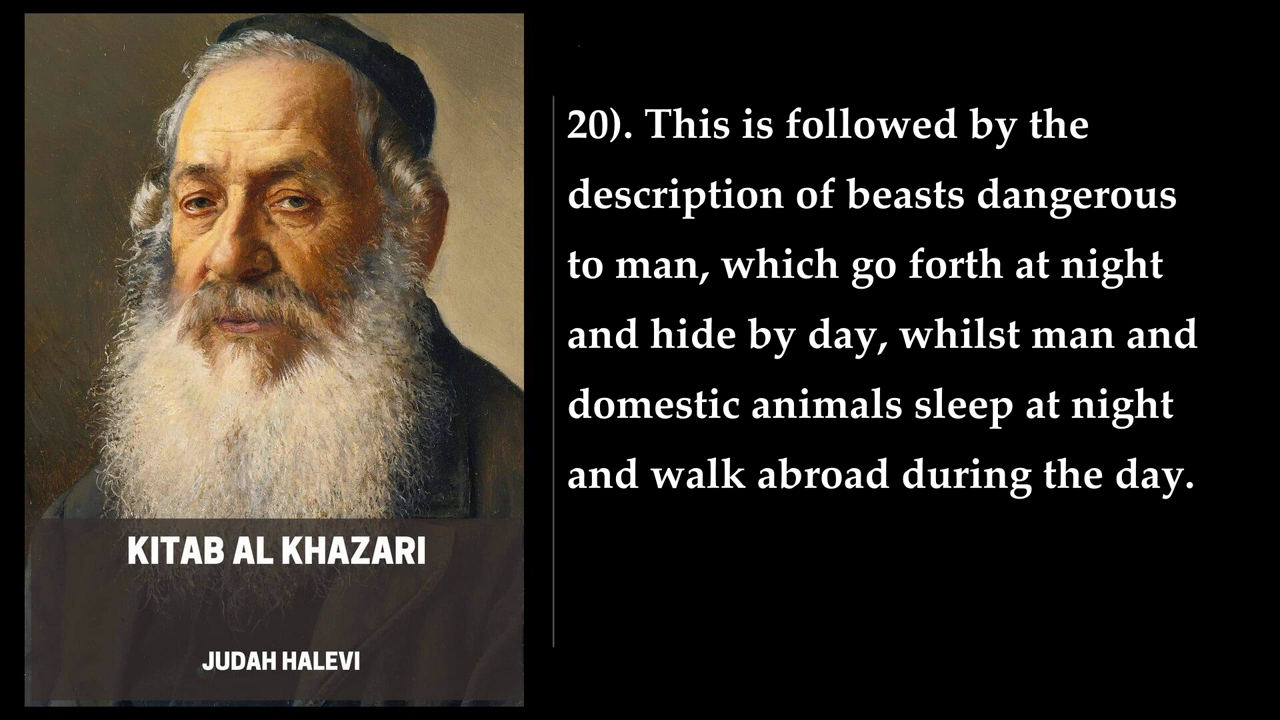 KITAB AL KHAZARI
JUDAH HALEVI
20). This is followed by the
description of beasts dangerous
to man, which go forth at night
and hide by day, whilst man and
domestic animals sleep at night
and walk abroad during the day.